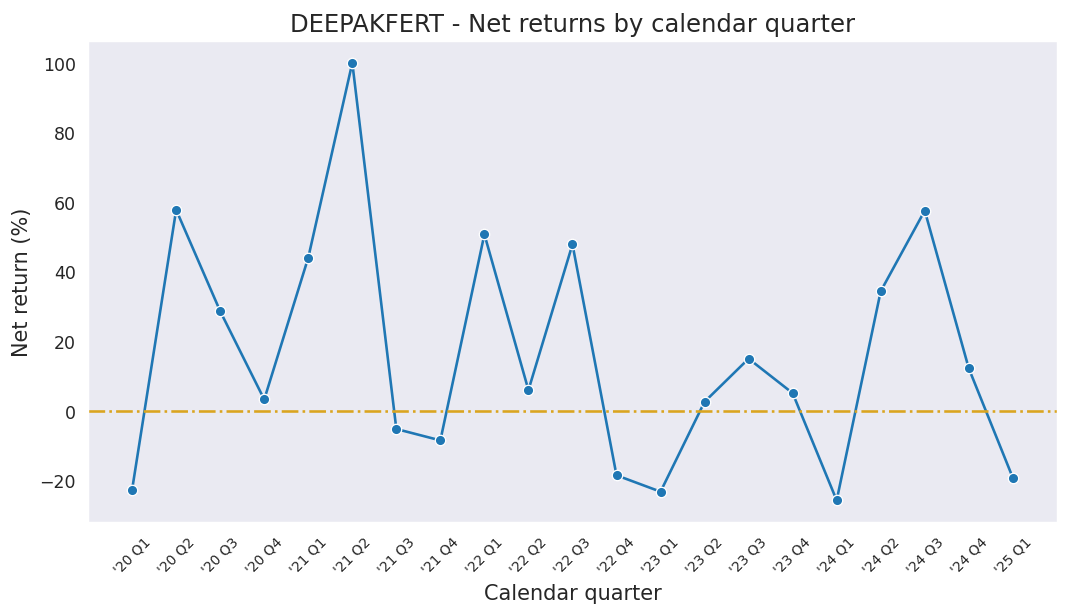 DEEPAKFERT - Net returns by calendar quarter
Net return (%)
100
80
60
40
20
0
−20
'20 Q1
'20 Q2
'20 Q3
'20 Q4
'21 Q1
'21 Q2
'21 Q3
'21 Q4
'22 Q1
'22 Q2
'22 Q3
'22 Q4
'23 Q1
'23 Q2
'23 Q3
'23 Q4
'24 Q1
'24 Q2
'24 Q3
'24 Q4
'25 Q1
Calendar quarter